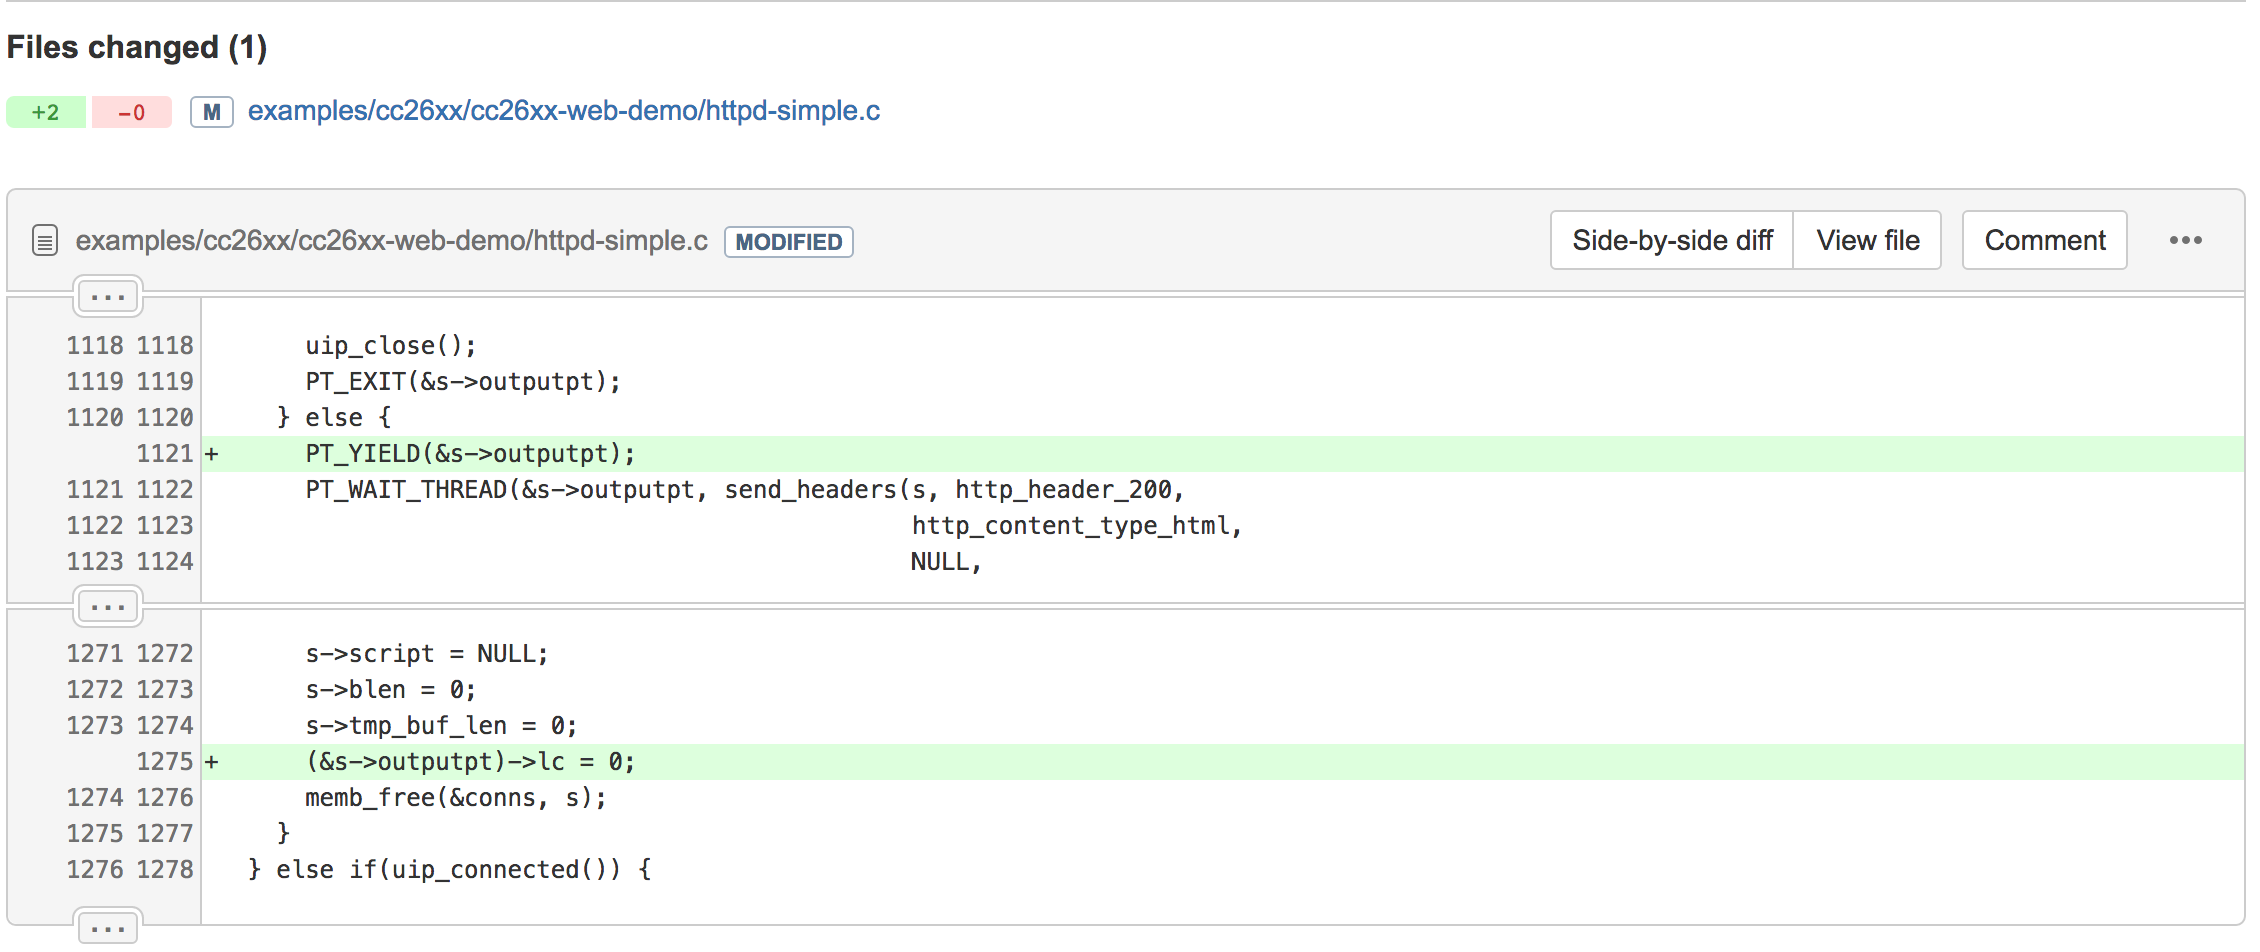 Files changed (1)
+2 -0 M examples/cc26xx/cc26xx-web-demo/httpd-simple.c
examples/cc26xx/cc26xx-web-demo/httpd-simple.c MODIFIED Side-by-side diff View file Comment •••
...
1118 1118 uip_close();
1119 1119 PT_EXIT(&s->outputpt);
1120 1120 } else {
1121 + PT_YIELD(&s->outputpt);
1121 1122 PT_WAIT_THREAD(&s->outputpt, send_headers(s, http_header_200,
1122 1123 http_content_type_html,
1123 1124 NULL,
...
1271 1272 s->script = NULL;
1272 1273 s->blen = 0;
1273 1274 s->tmp_buf_len = 0;
1275 + (&s->outputpt)->lc = 0;
1274 1276 memb_free(&conns, s);
1275 1277 }
1276 1278 } else if(uip_connected()) {
...